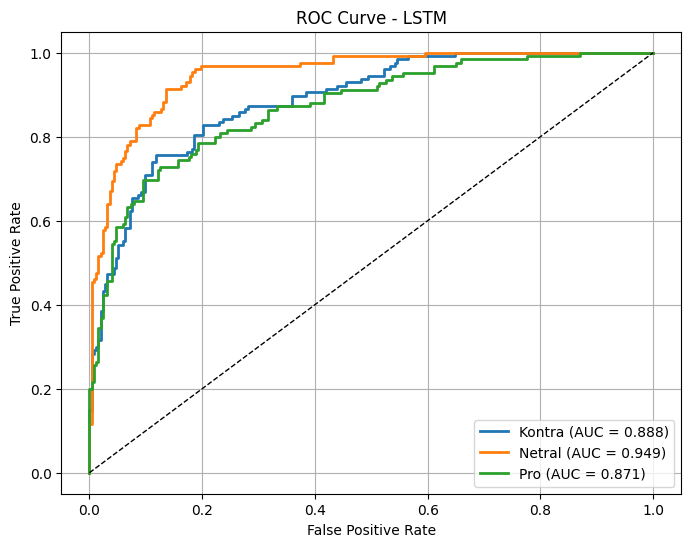 ROC Curve - LSTM
True Positive Rate
1.0
0.8
0.6
0.4
0.2
0.0
0.0 0.2 0.4 0.6 0.8 1.0
False Positive Rate
Kontra (AUC = 0.888)
Netral (AUC = 0.949)
Pro (AUC = 0.871)